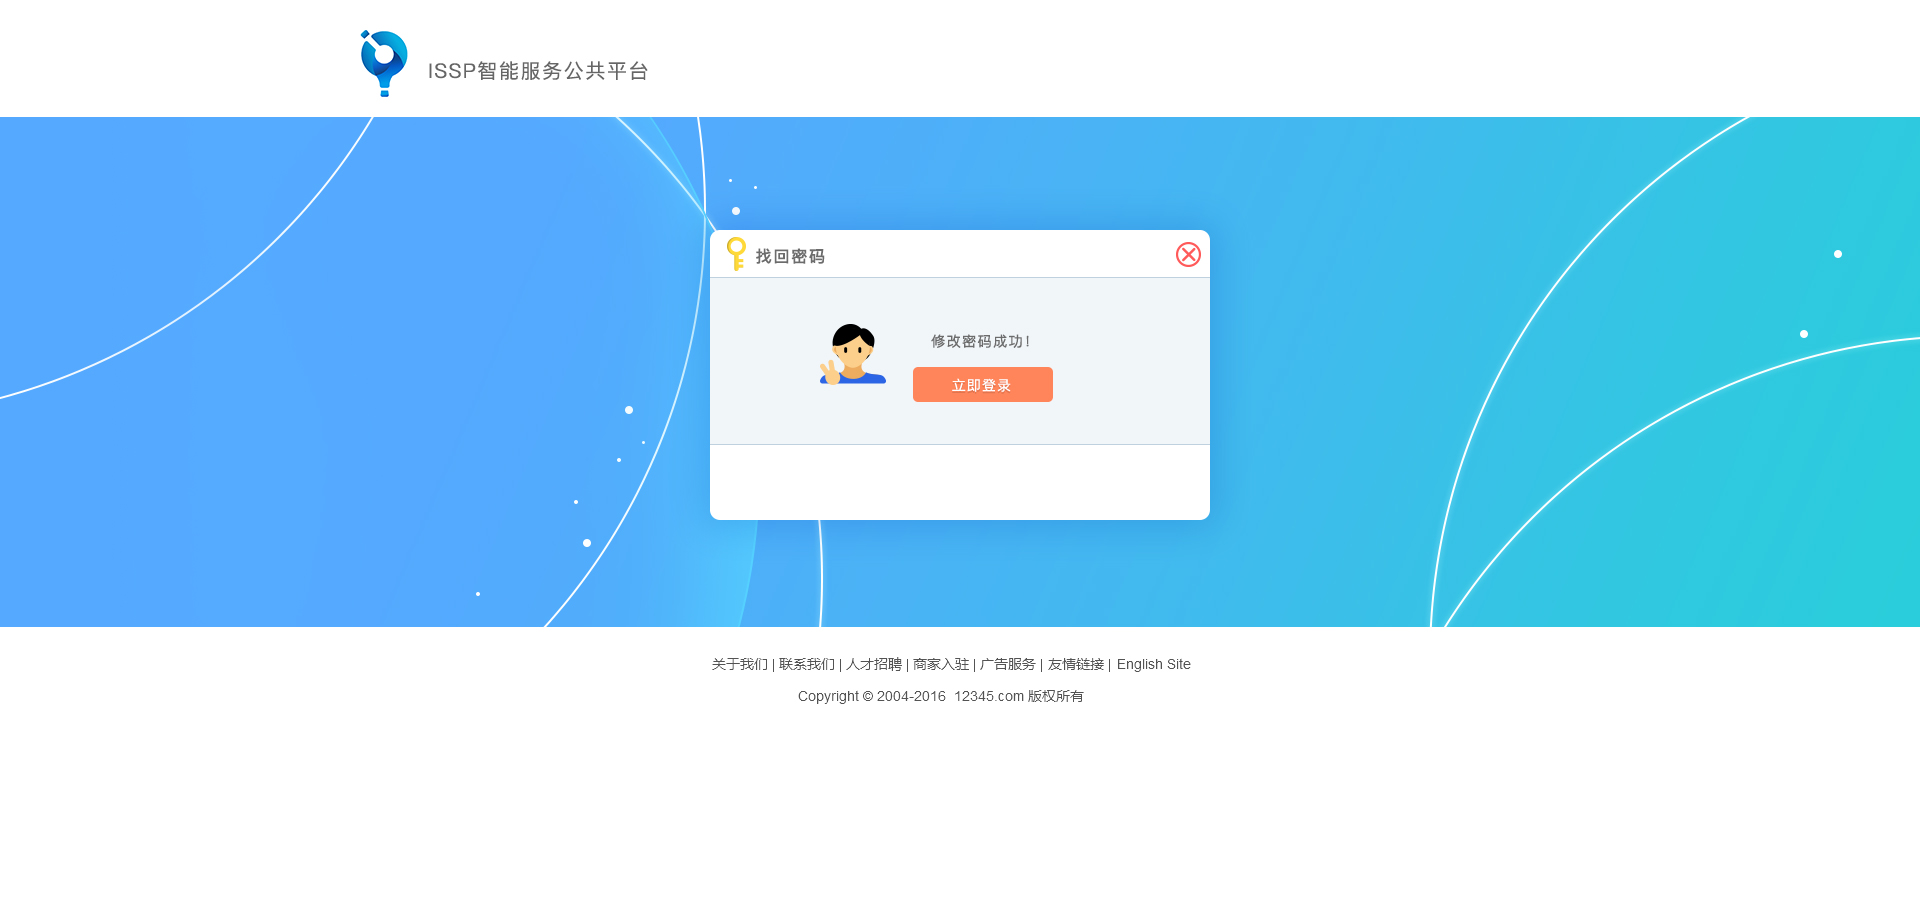 ISSP智能服务公共平台
找回密码
修改密码成功！
立即登录
关于我们 | 联系我们 | 人才招聘 | 商家入驻 | 广告服务 | 友情链接 | English Site
Copyright © 2004-2016  12345.com 版权所有